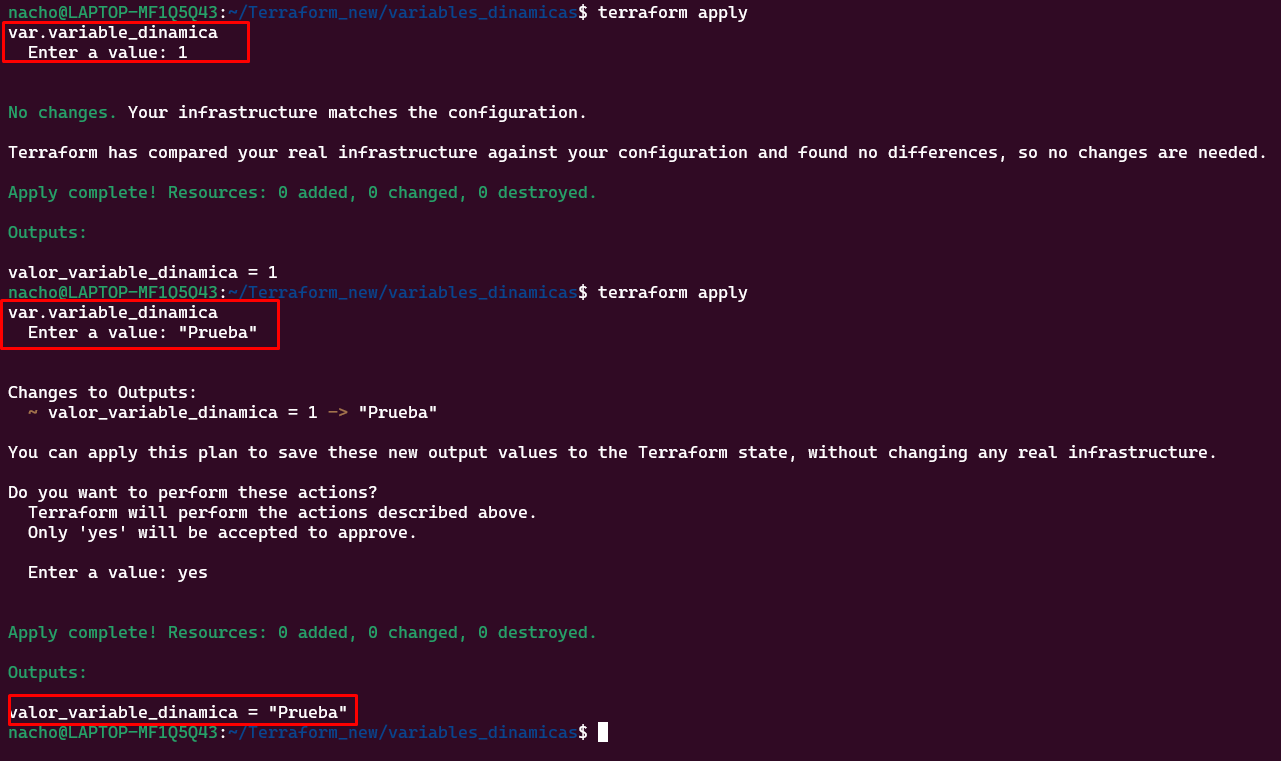 nacho@LAPTOP-MF1Q5Q43:~/Terraform_new/variables_dinamicas$ terraform apply
var.variable_dinamica
  Enter a value: 1
No changes. Your infrastructure matches the configuration.
Terraform has compared your real infrastructure against your configuration and found no differences, so no changes are needed.
Apply complete! Resources: 0 added, 0 changed, 0 destroyed.
Outputs:
valor_variable_dinamica = 1
nacho@LAPTOP-MF1Q5Q43:~/Terraform_new/variables_dinamicas$ terraform apply
var.variable_dinamica
  Enter a value: "Prueba"
Changes to Outputs:
  ~ valor_variable_dinamica = 1 -> "Prueba"
You can apply this plan to save these new output values to the Terraform state, without changing any real infrastructure.
Do you want to perform these actions?
  Terraform will perform the actions described above.
  Only 'yes' will be accepted to approve.
  Enter a value: yes
Apply complete! Resources: 0 added, 0 changed, 0 destroyed.
Outputs:
valor_variable_dinamica = "Prueba"
nacho@LAPTOP-MF1Q5Q43:~/Terraform_new/variables_dinamicas$